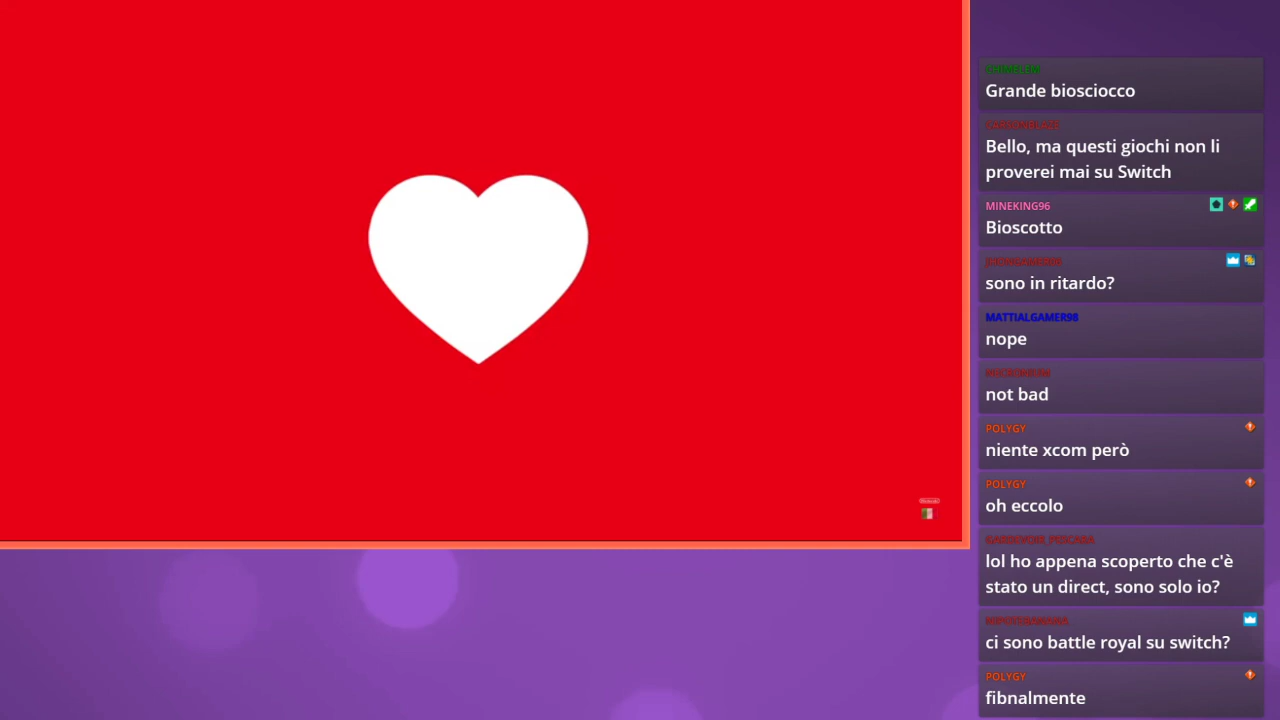 Grande biosciocco
Bello, ma questi giochi non li
proverei mai su Switch
MINEKING96
Bioscotto
sono in ritardo?
MATTIALGAMER98
nope
not bad
POLYGY
niente xcom però
POLYGY
oh eccolo
lol ho appena scoperto che c'è
stato un direct, sono solo io?
ci sono battle royal su switch?
POLYGY
fibnalmente